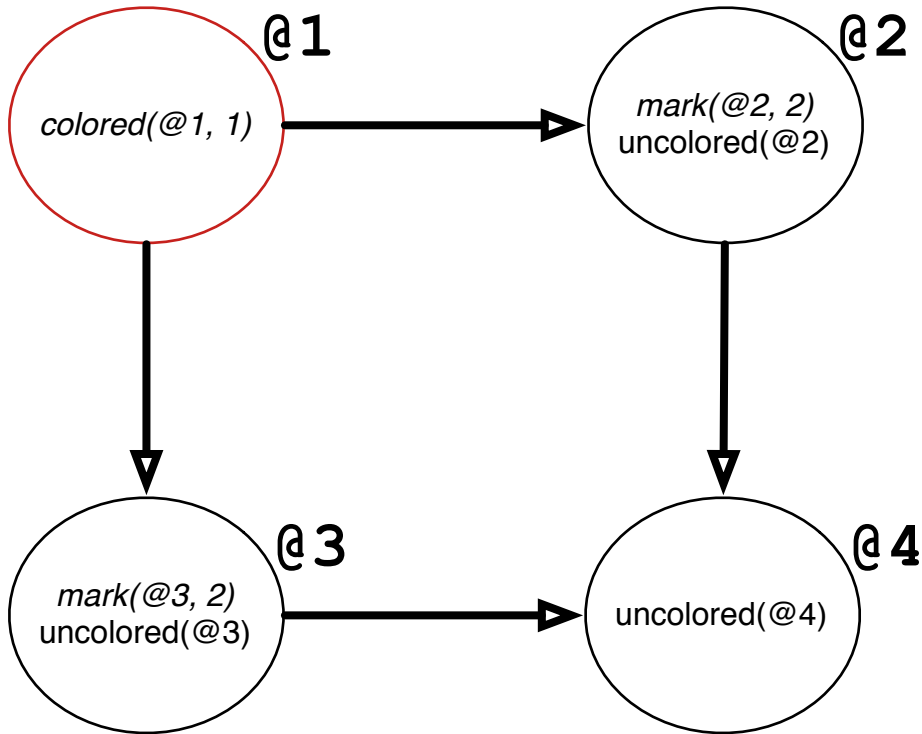 @1
colored(@1, 1)
@2
mark(@2, 2)
uncolored(@2)
@3
mark(@3, 2)
uncolored(@3)
@4
uncolored(@4)